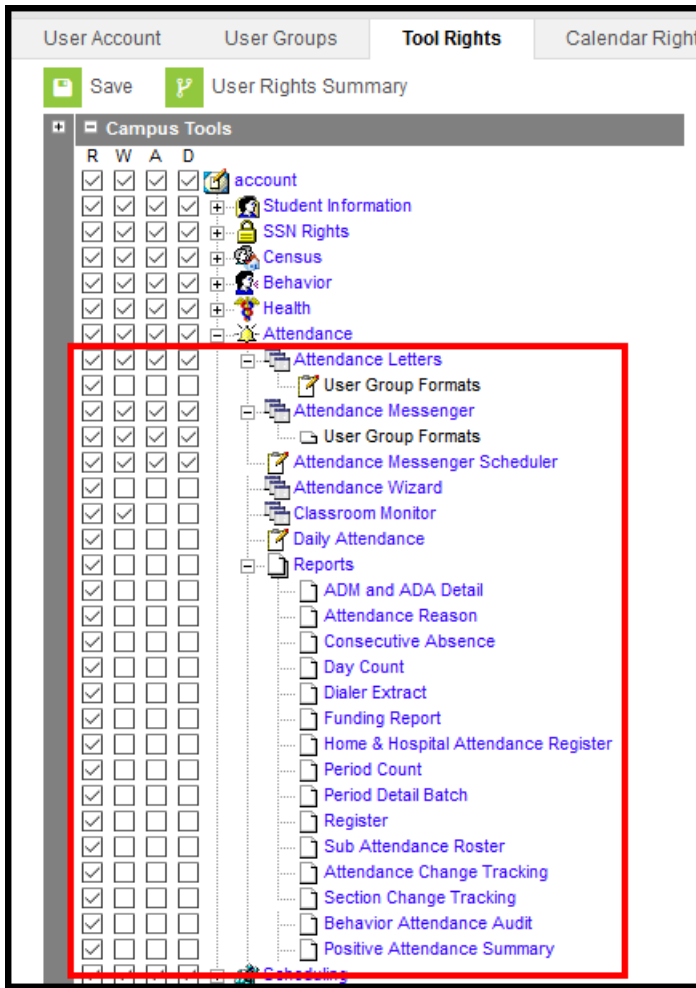 User Account User Groups Tool Rights Calendar Right
Save User Rights Summary
Campus Tools
R W A D
account
Student Information
SSN Rights
Census
Behavior
Health
Attendance
Attendance Letters
User Group Formats
Attendance Messenger
User Group Formats
Attendance Messenger Scheduler
Attendance Wizard
Classroom Monitor
Daily Attendance
Reports
ADM and ADA Detail
Attendance Reason
Consecutive Absence
Day Count
Dialer Extract
Funding Report
Home & Hospital Attendance Register
Period Count
Period Detail Batch
Register
Sub Attendance Roster
Attendance Change Tracking
Section Change Tracking
Behavior Attendance Audit
Positive Attendance Summary
Scheduling